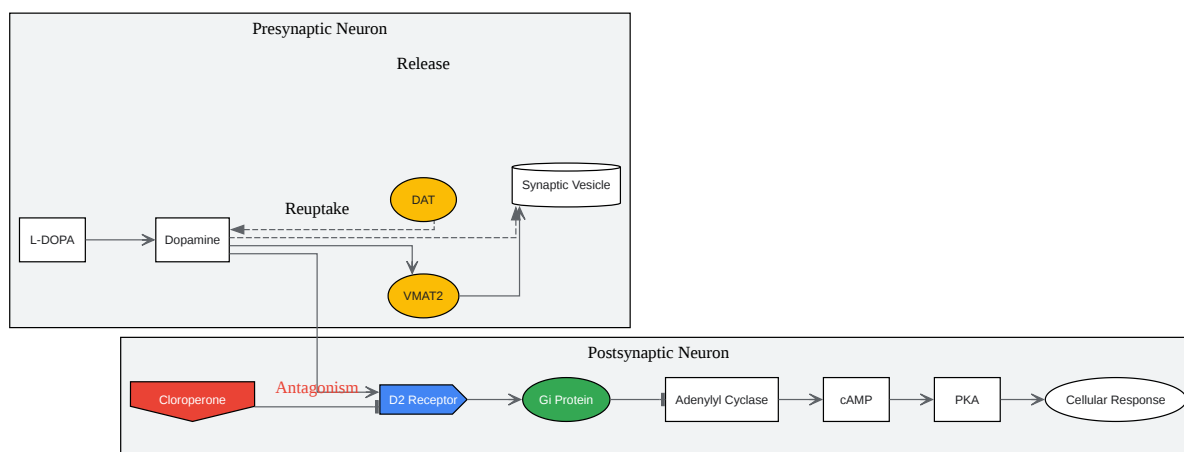 Presynaptic Neuron
Release
Synaptic Vesicle
DAT
Reuptake
L-DOPA
Dopamine
VMAT2
Postsynaptic Neuron
Antagonism
Cloroperone
D2 Receptor
Gi Protein
Adenylyl Cyclase
cAMP
PKA
Cellular Response